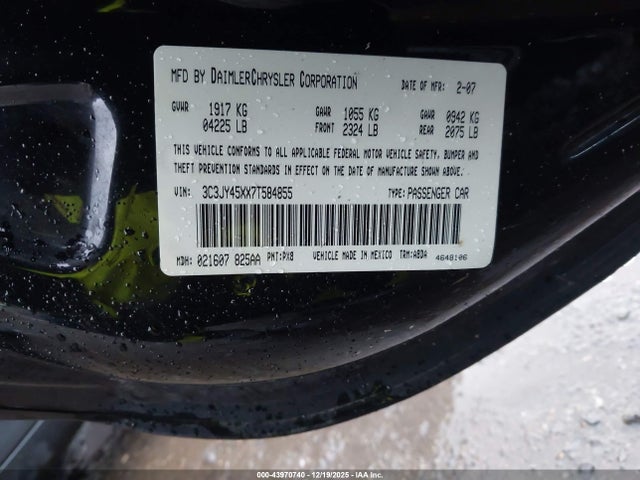 MFD BY DAIMLERCHRYSLER CORPORATION DATE OF MFR: 2-07
GVWR 1917 KG GAWR 1055 KG GAWR 0942 KG
04225 LB FRONT 2324 LB REAR 2075 LB
THIS VEHICLE CONFORMS TO ALL APPLICABLE FEDERAL MOTOR VEHICLE SAFETY, BUMPER AND
THEFT PREVENTION STANDARDS IN EFFECT ON THE DATE OF MANUFACTURE SHOWN ABOVE.
VIN: 3C3JY45XX7T584855 TYPE: PASSENGER CAR
MDH: 021607 825AA PNT:PX8 VEHICLE MADE IN MEXICO TRM:ABDA 4648106
000-43970740 - 12/19/2025 - IAAI.COM